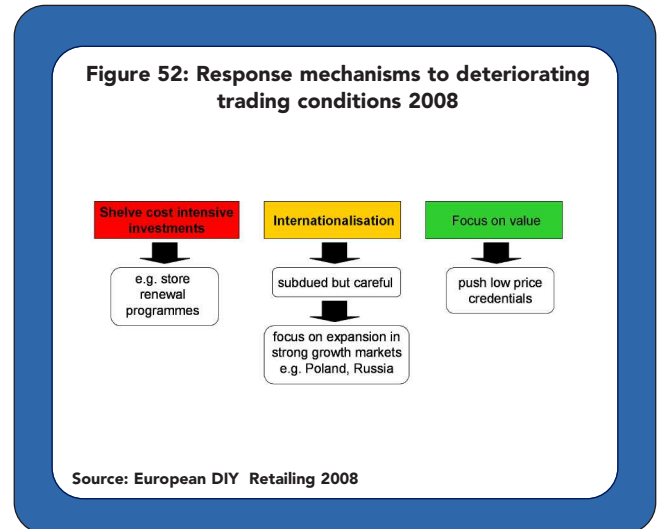 Figure 52: Response mechanisms to deteriorating
trading conditions 2008
Shelve cost intensive
investments
e.g. store
renewal
programmes
Internationalisation
subdued but careful
focus on expansion in
strong growth markets
e.g. Poland, Russia
Focus on value
push low price
credentials
Source: European DIY Retailing 2008